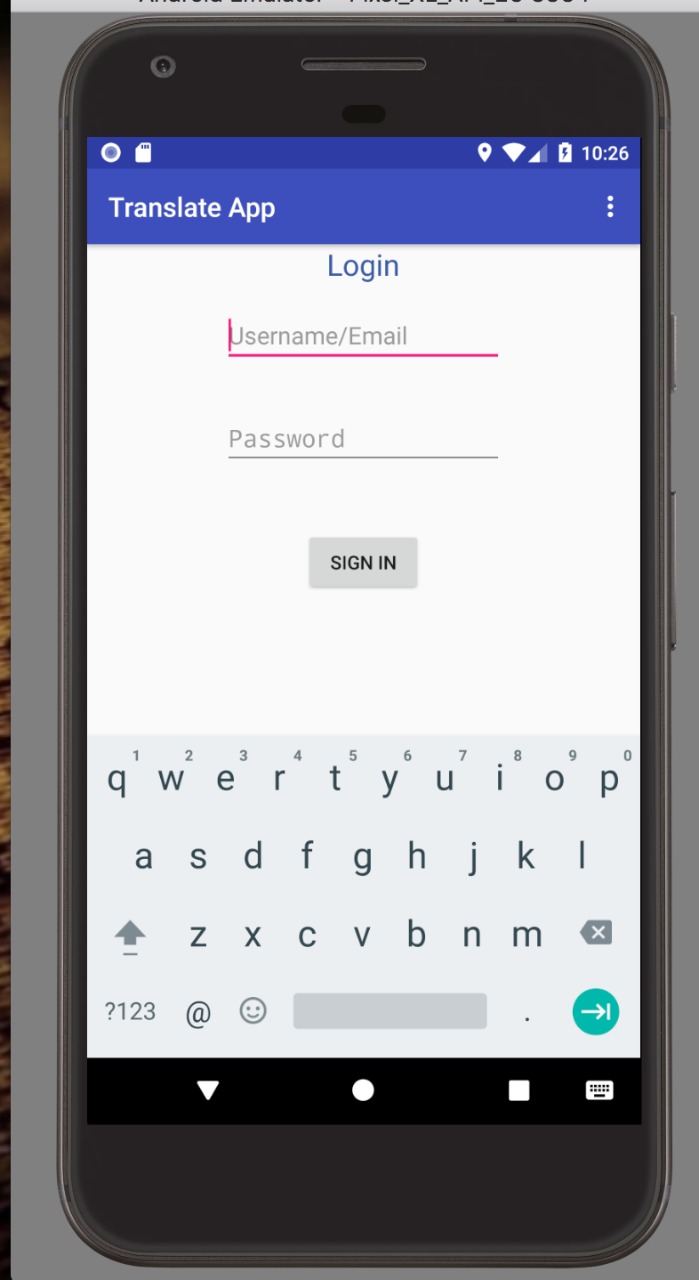 10:26
Translate App
Login
Username/Email
Password
SIGN IN
1 2 3 4 5 6 7 8 9 0
q w e r t y u i o p
a s d f g h j k l
z x c v b n m
?123 @ .